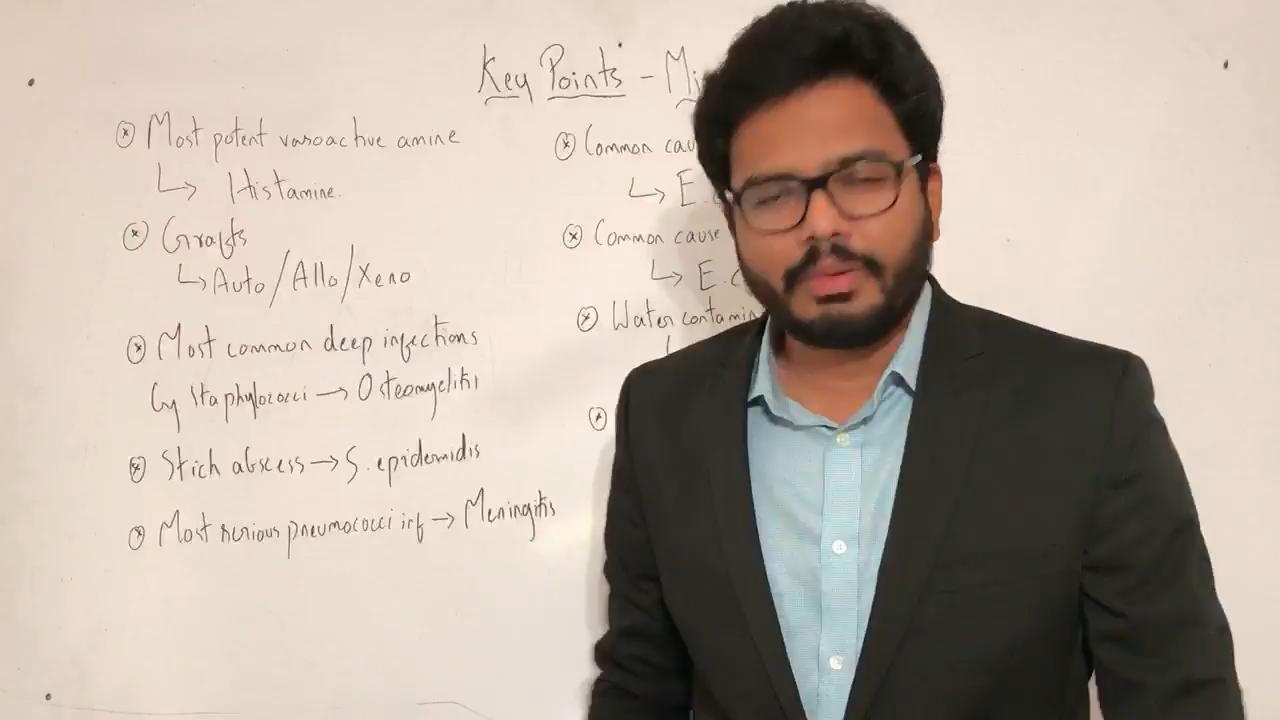 Key Points - Mi
Most potent vasoactive amine
↳ Histamine.
Grafts
↳ Auto/Allo/Xeno
Most common deep infections
by Staphylococci → Osteomyelitis
Stich abscess → S. epidermidis
Most serious pneumococci inf → Meningitis
Common cau
↳ E.
Common cause
↳ E.C
Water contamin